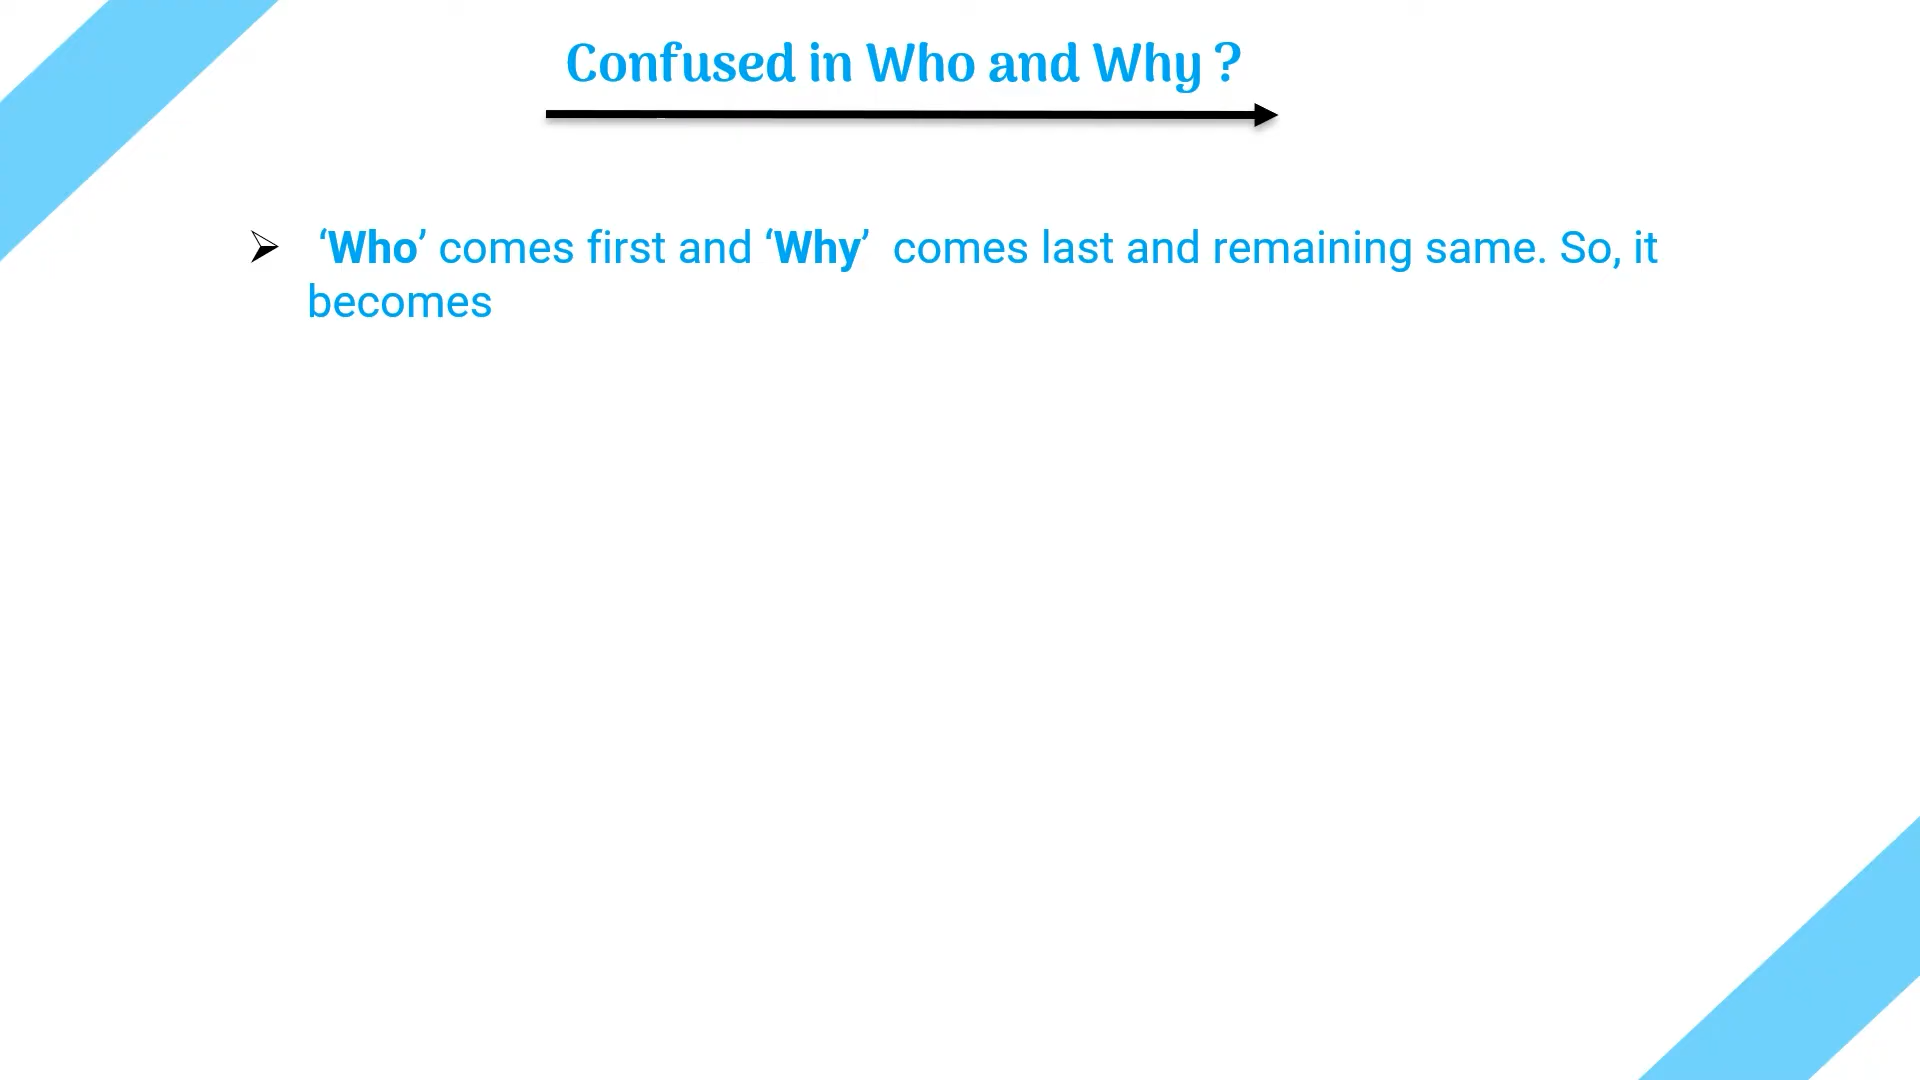 Confused in Who and Why ?
‘Who’ comes first and ‘Why’  comes last and remaining same. So, it
becomes